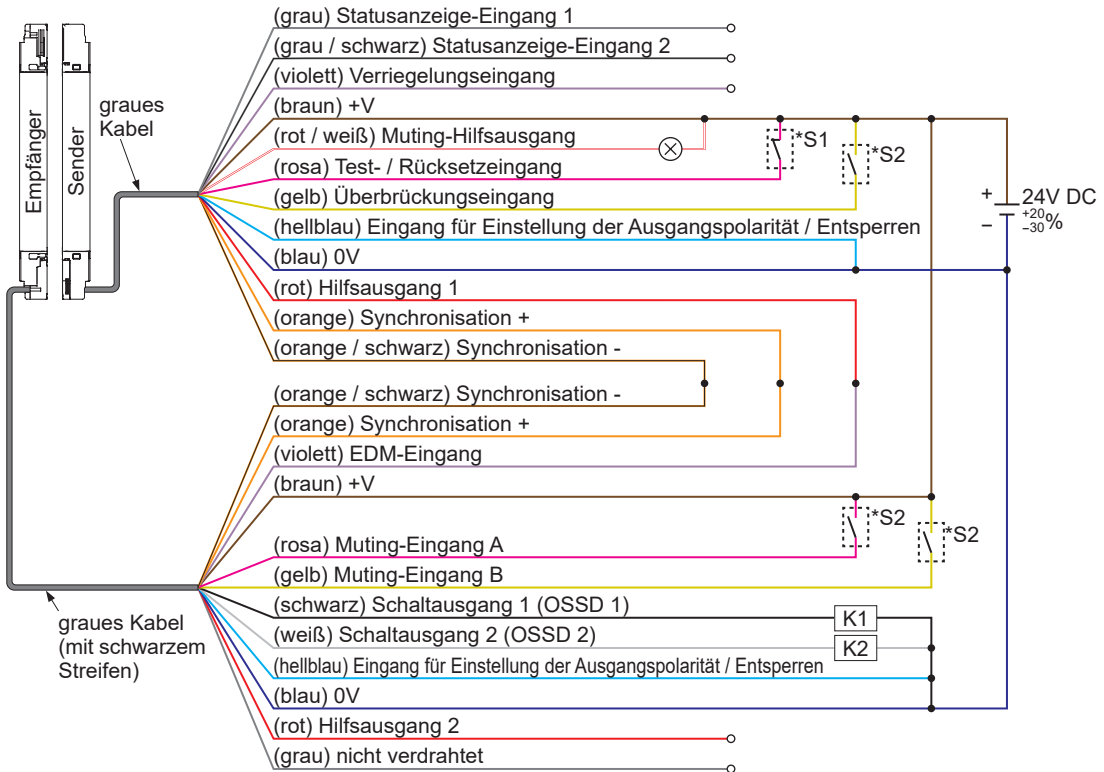 (grau) Statusanzeige-Eingang 1
(grau / schwarz) Statusanzeige-Eingang 2
(violett) Verriegelungseingang
(braun) +V
(rot / weiß) Muting-Hilfsausgang
(rosa) Test- / Rücksetzeingang
(gelb) Überbrückungseingang
(hellblau) Eingang für Einstellung der Ausgangspolarität / Entsperren
(blau) 0V
(rot) Hilfsausgang 1
(orange) Synchronisation +
(orange / schwarz) Synchronisation -
graues
Kabel
Empfänger
Sender
*S1
*S2
+
24V DC
+20
-30 %
–
(orange / schwarz) Synchronisation -
(orange) Synchronisation +
(violett) EDM-Eingang
(braun) +V
*S2
*S2
(rosa) Muting-Eingang A
(gelb) Muting-Eingang B
(schwarz) Schaltausgang 1 (OSSD 1)
K1
(weiß) Schaltausgang 2 (OSSD 2)
K2
(hellblau) Eingang für Einstellung der Ausgangspolarität / Entsperren
(blau) 0V
(rot) Hilfsausgang 2
(grau) nicht verdrahtet
graues Kabel
(mit schwarzem
Streifen)